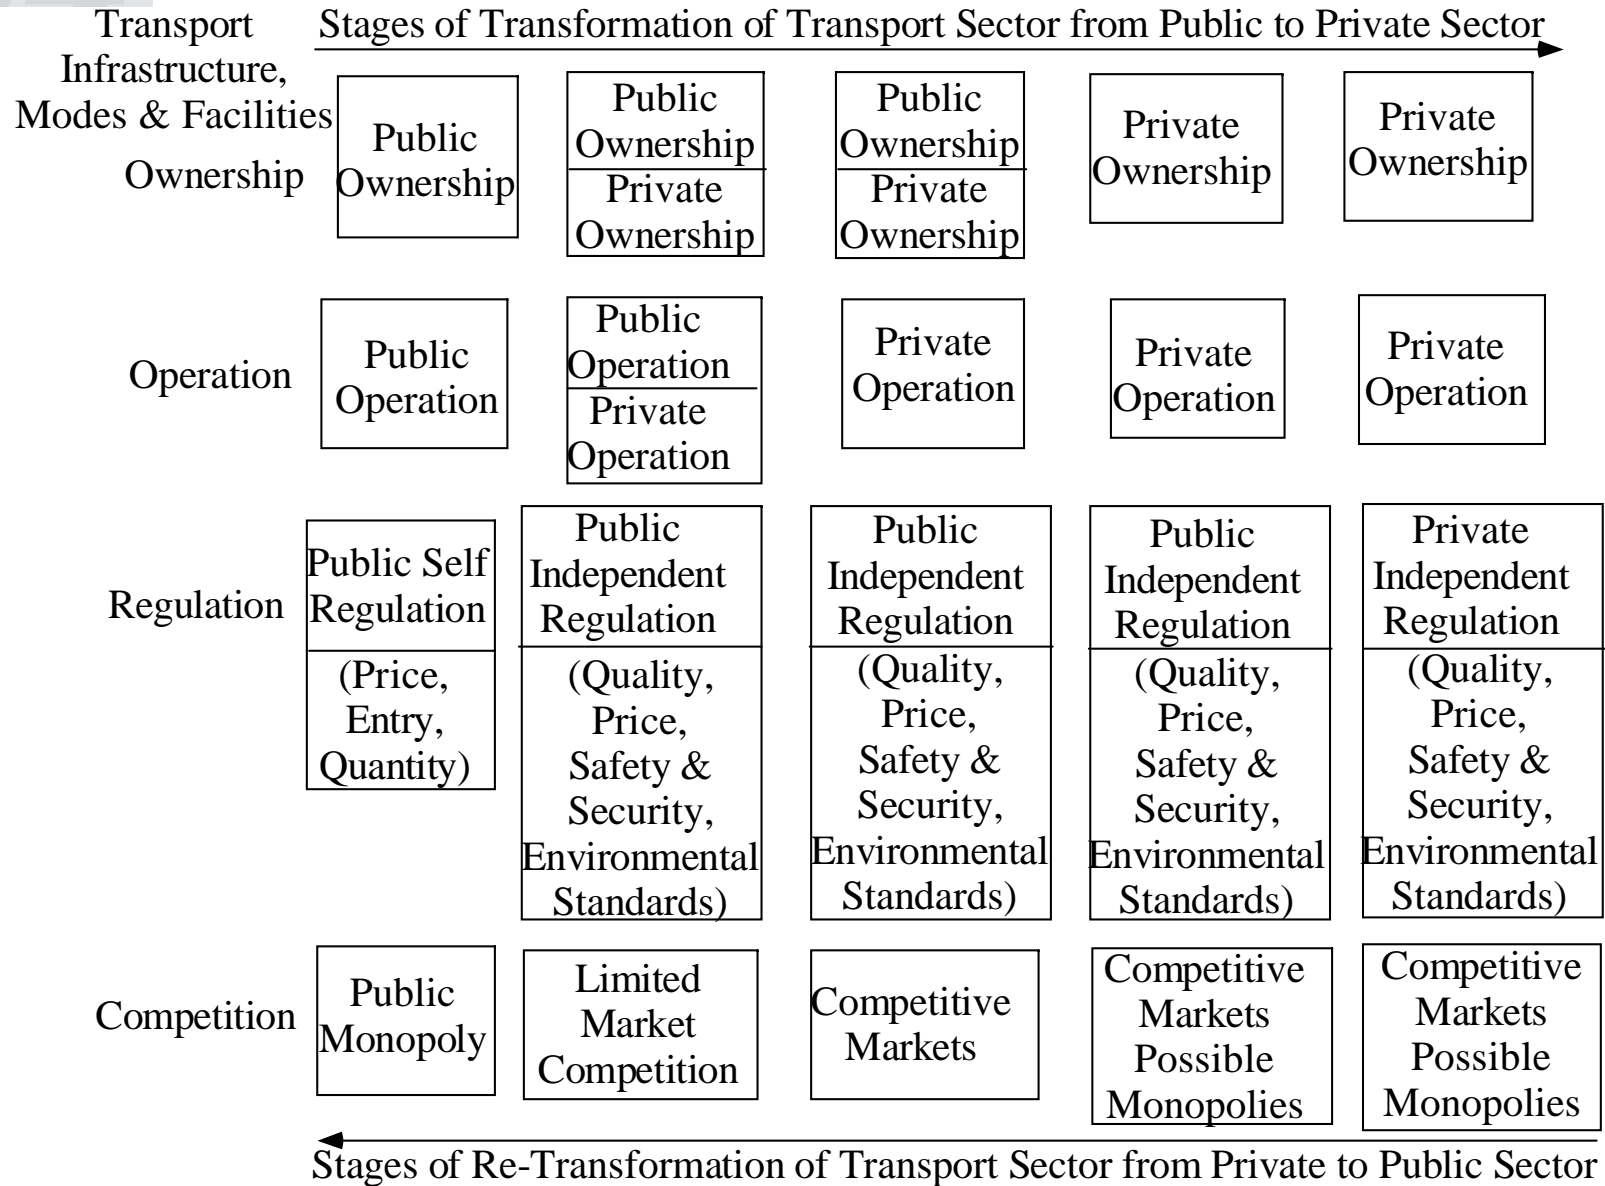 Transport
Infrastructure,
Modes & Facilities
Stages of Transformation of Transport Sector from Public to Private Sector
Ownership
Public
Ownership
Public
Ownership
Private
Ownership
Public
Ownership
Private
Ownership
Private
Ownership
Private
Ownership
Operation
Public
Operation
Public
Operation
Private
Operation
Private
Operation
Private
Operation
Private
Operation
Regulation
Public Self
Regulation
(Price,
Entry,
Quantity)
Public
Independent
Regulation
(Quality,
Price,
Safety &
Security,
Environmental
Standards)
Public
Independent
Regulation
(Quality,
Price,
Safety &
Security,
Environmental
Standards)
Public
Independent
Regulation
(Quality,
Price,
Safety &
Security,
Environmental
Standards)
Private
Independent
Regulation
(Quality,
Price,
Safety &
Security,
Environmental
Standards)
Competition
Public
Monopoly
Limited
Market
Competition
Competitive
Markets
Competitive
Markets
Possible
Monopolies
Competitive
Markets
Possible
Monopolies
Stages of Re-Transformation of Transport Sector from Private to Public Sector